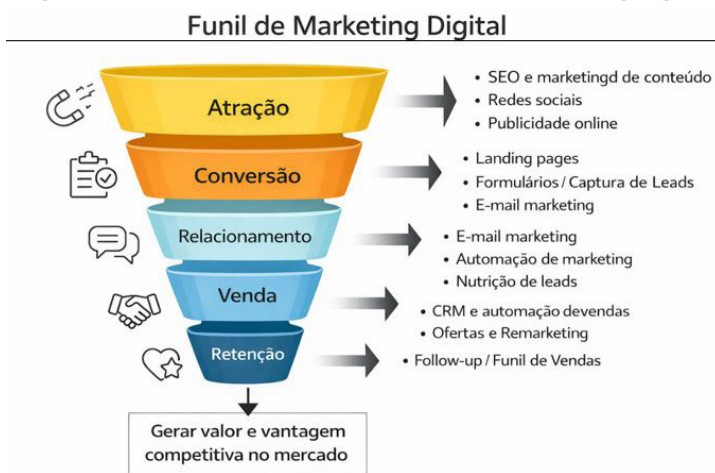 Funil de Marketing Digital
Atração
• SEO e marketingd de conteúdo
• Redes sociais
• Publicidade online
Conversão
• Landing pages
• Formulários / Captura de Leads
• E-mail marketing
Relacionamento
• E-mail marketing
• Automação de marketing
• Nutrição de leads
Venda
• CRM e automação devendas
• Ofertas e Remarketing
Retenção
• Follow-up / Funil de Vendas
Gerar valor e vantagem
competitiva no mercado